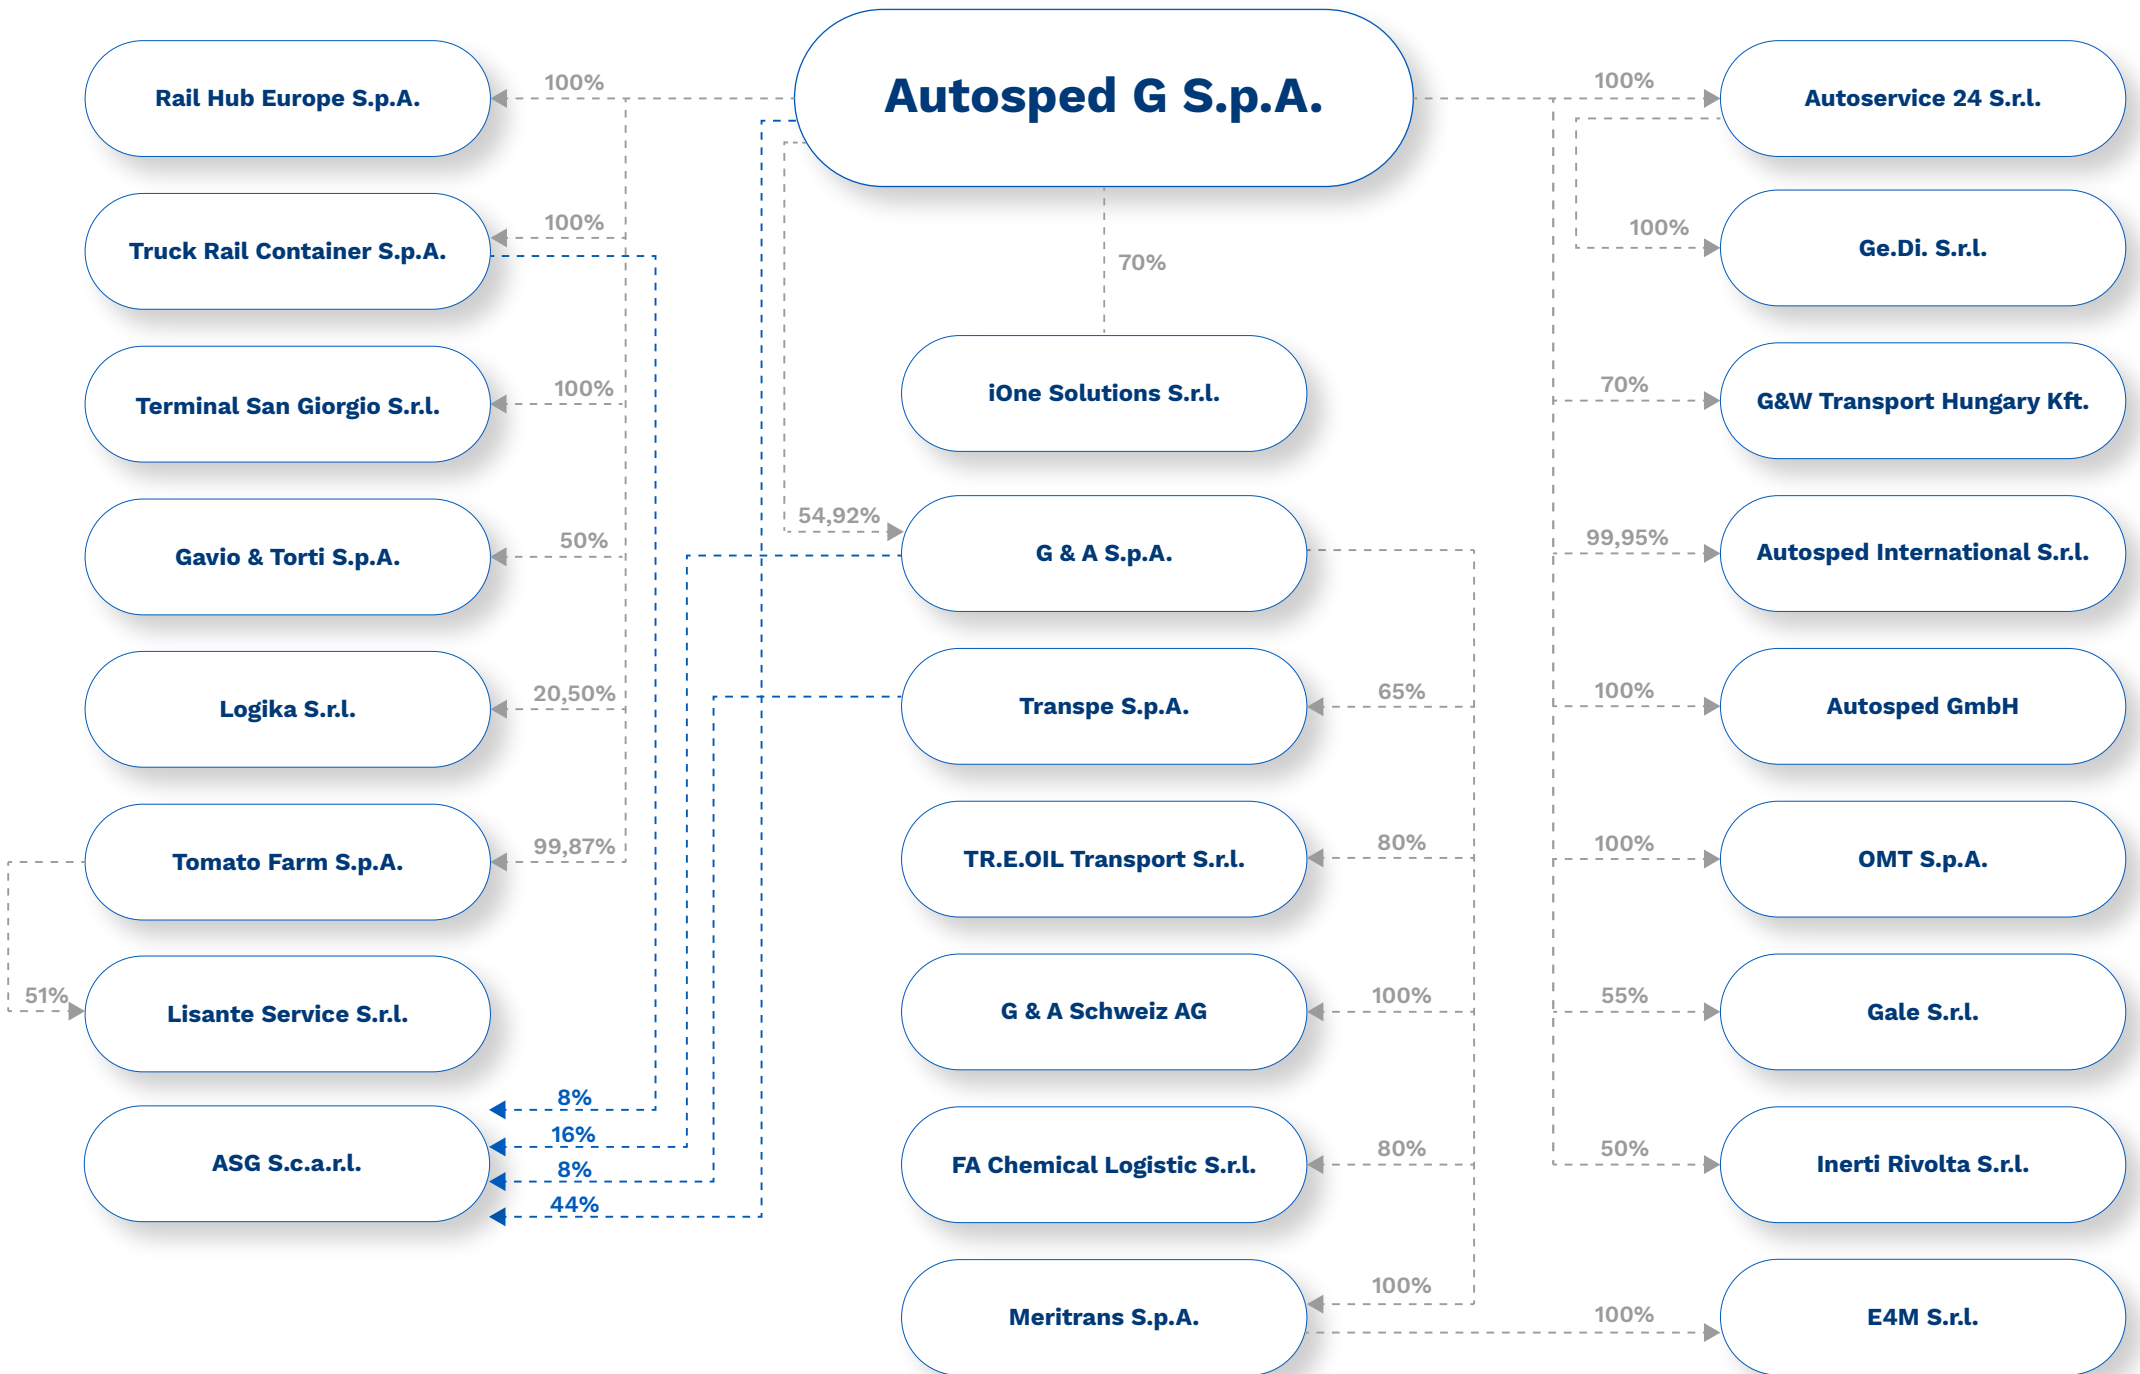 Autosped G S.p.A.
100%
Rail Hub Europe S.p.A.
100%
Truck Rail Container S.p.A.
100%
Terminal San Giorgio S.r.l.
50%
Gavio & Torti S.p.A.
20,50%
Logika S.r.l.
99,87%
Tomato Farm S.p.A.
51%
Lisante Service S.r.l.
8%
16%
8%
44%
ASG S.c.a.r.l.
70%
iOne Solutions S.r.l.
54,92%
G & A S.p.A.
65%
Transpe S.p.A.
80%
TR.E.OIL Transport S.r.l.
100%
G & A Schweiz AG
80%
FA Chemical Logistic S.r.l.
100%
Meritrans S.p.A.
100%
Autoservice 24 S.r.l.
100%
Ge.Di. S.r.l.
70%
G&W Transport Hungary Kft.
99,95%
Autosped International S.r.l.
100%
Autosped GmbH
100%
OMT S.p.A.
55%
Gale S.r.l.
50%
Inerti Rivolta S.r.l.
100%
E4M S.r.l.